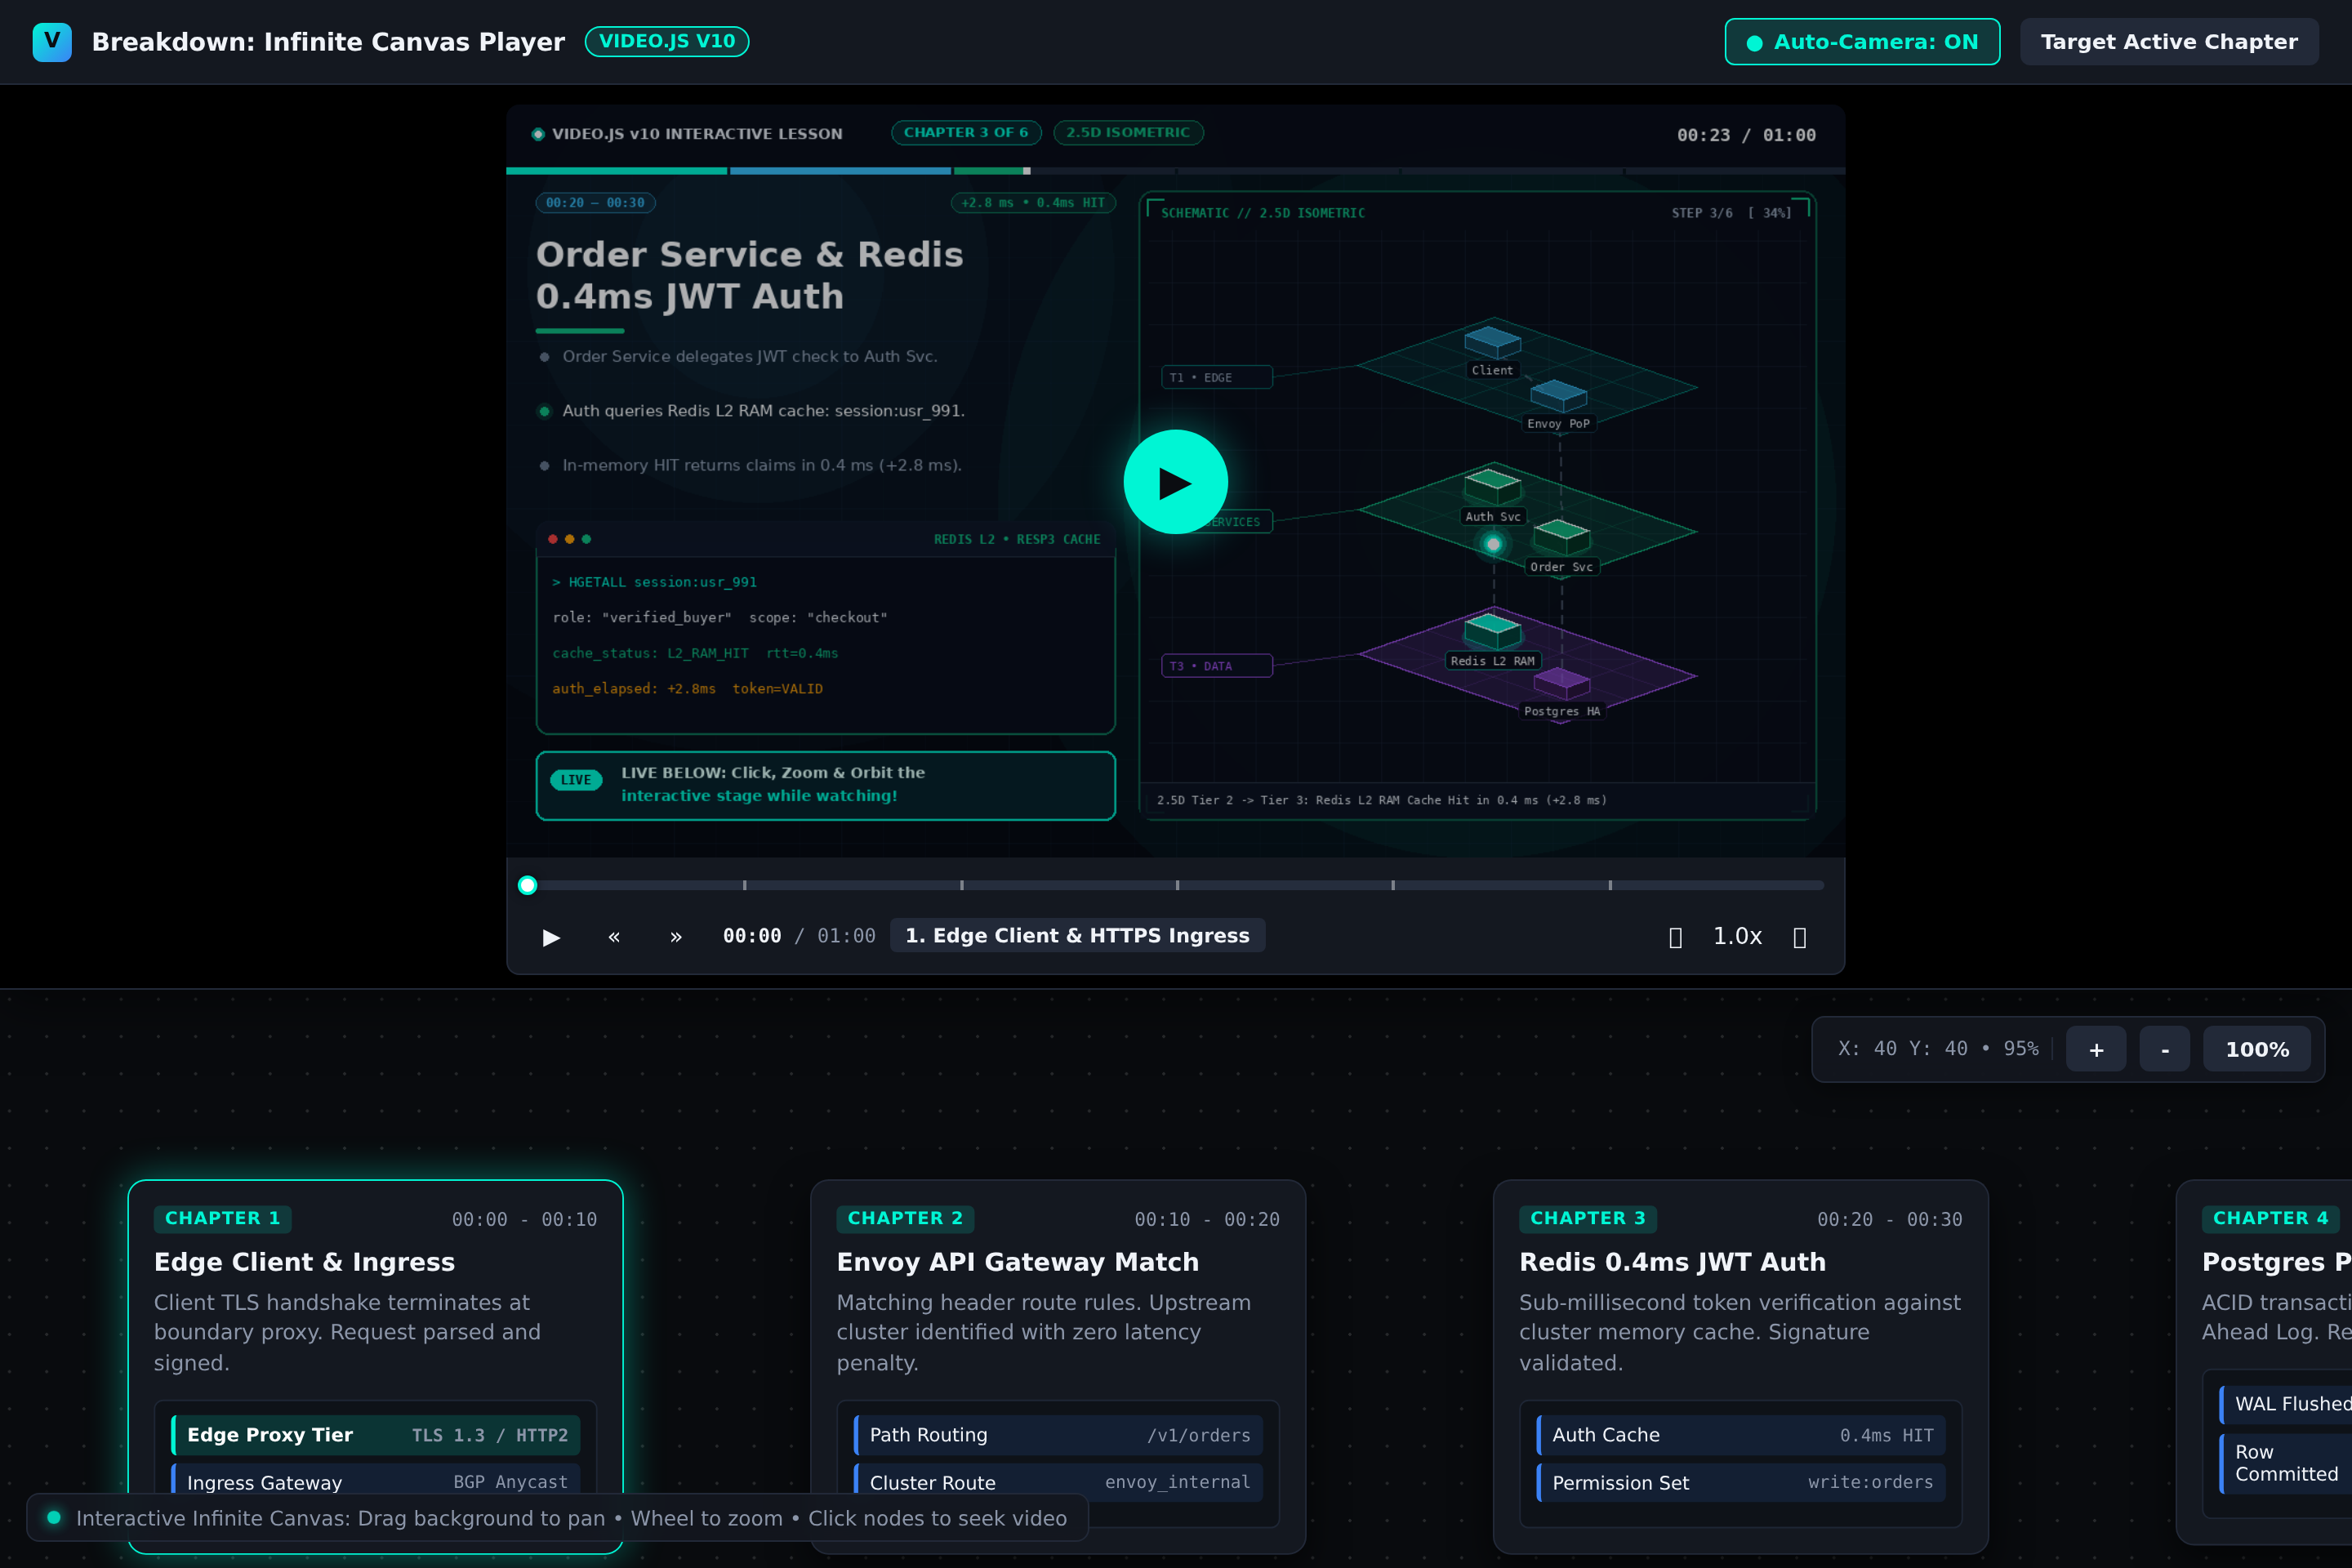 V Breakdown: Infinite Canvas Player VIDEO.JS V10
● Auto-Camera: ON Target Active Chapter
VIDEO.JS v10 INTERACTIVE LESSON CHAPTER 3 OF 6 2.5D ISOMETRIC 00:23 / 01:00
00:20 — 00:30 +2.8 ms • 0.4ms HIT
Order Service & Redis
0.4ms JWT Auth
Order Service delegates JWT check to Auth Svc.
Auth queries Redis L2 RAM cache: session:usr_991.
In-memory HIT returns claims in 0.4 ms (+2.8 ms).
REDIS L2 • RESP3 CACHE
> HGETALL session:usr_991
role: "verified_buyer" scope: "checkout"
cache_status: L2_RAM_HIT rtt=0.4ms
auth_elapsed: +2.8ms token=VALID
LIVE
LIVE BELOW: Click, Zoom & Orbit the
interactive stage while watching!
SCHEMATIC // 2.5D ISOMETRIC STEP 3/6 [ 34%]
T1 • EDGE
Client
Envoy PoP
Auth Svc
Order Svc
T3 • DATA
Redis L2 RAM
Postgres HA
2.5D Tier 2 -> Tier 3: Redis L2 RAM Cache Hit in 0.4 ms (+2.8 ms)
▶ « » 00:00 / 01:00 1. Edge Client & HTTPS Ingress 1.0x
X: 40 Y: 40 • 95% + - 100%
CHAPTER 1 00:00 - 00:10
Edge Client & Ingress
Client TLS handshake terminates at
boundary proxy. Request parsed and
signed.
Edge Proxy Tier TLS 1.3 / HTTP2
Ingress Gateway BGP Anycast
CHAPTER 2 00:10 - 00:20
Envoy API Gateway Match
Matching header route rules. Upstream
cluster identified with zero latency
penalty.
Path Routing /v1/orders
Cluster Route envoy_internal
CHAPTER 3 00:20 - 00:30
Redis 0.4ms JWT Auth
Sub-millisecond token verification against
cluster memory cache. Signature
validated.
Auth Cache 0.4ms HIT
Permission Set write:orders
CHAPTER 4
Postgres P
ACID transacti
Ahead Log. Re
WAL Flushed
Row
Committed
Interactive Infinite Canvas: Drag background to pan • Wheel to zoom • Click nodes to seek video